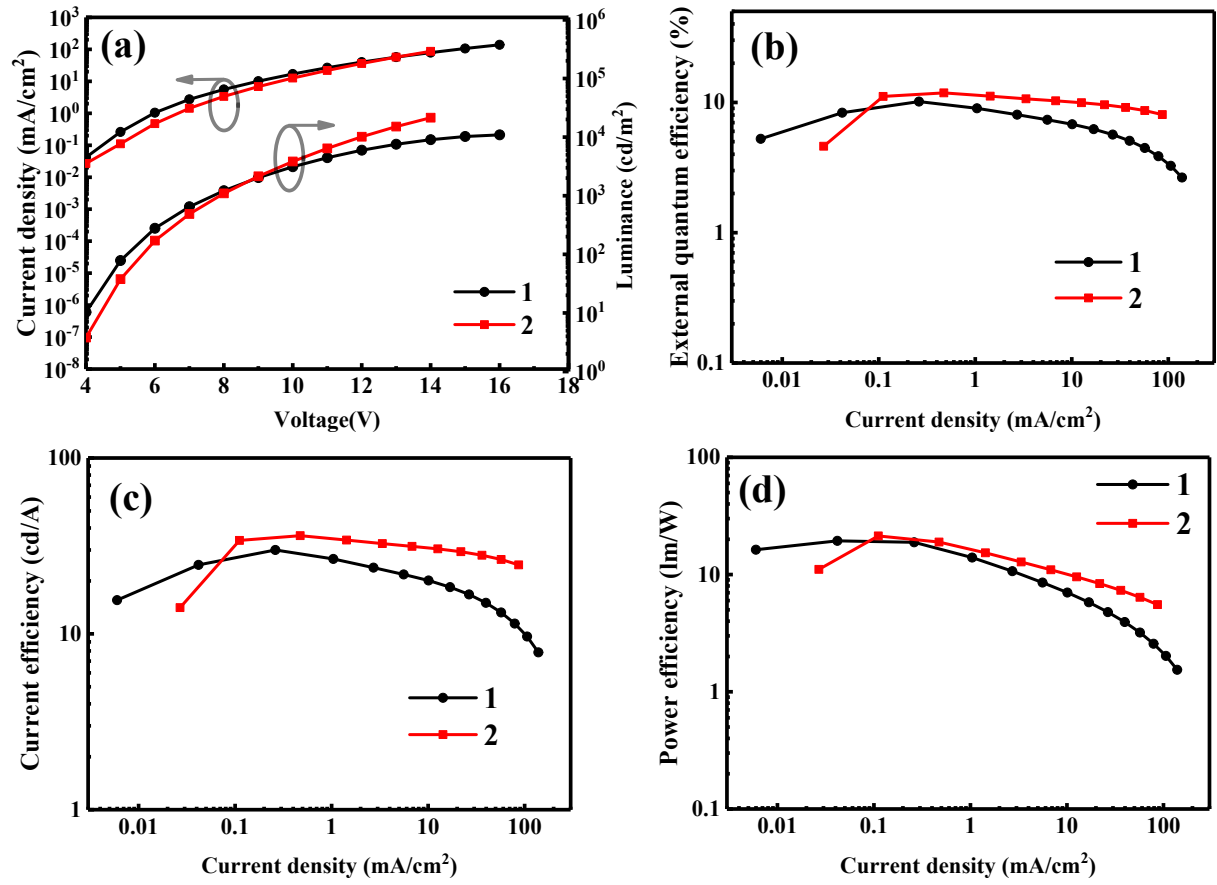 (a)
10³
10²
10¹
10⁰
10⁻¹
10⁻²
10⁻³
10⁻⁴
10⁻⁵
10⁻⁶
10⁻⁷
10⁻⁸
Current density (mA/cm²)
10⁶
10⁵
10⁴
10³
10²
10¹
10⁰
Luminance (cd/m²)
1
2
4 6 8 10 12 14 16 18
Voltage(V)
(b)
10
1
0.1
External quantum efficiency (%)
1
2
0.01 0.1 1 10 100
Current density (mA/cm²)
(c)
100
10
1
Current efficiency (cd/A)
1
2
0.01 0.1 1 10 100
Current density (mA/cm²)
(d)
100
10
1
0.1
Power efficiency (lm/W)
1
2
0.01 0.1 1 10 100
Current density (mA/cm²)